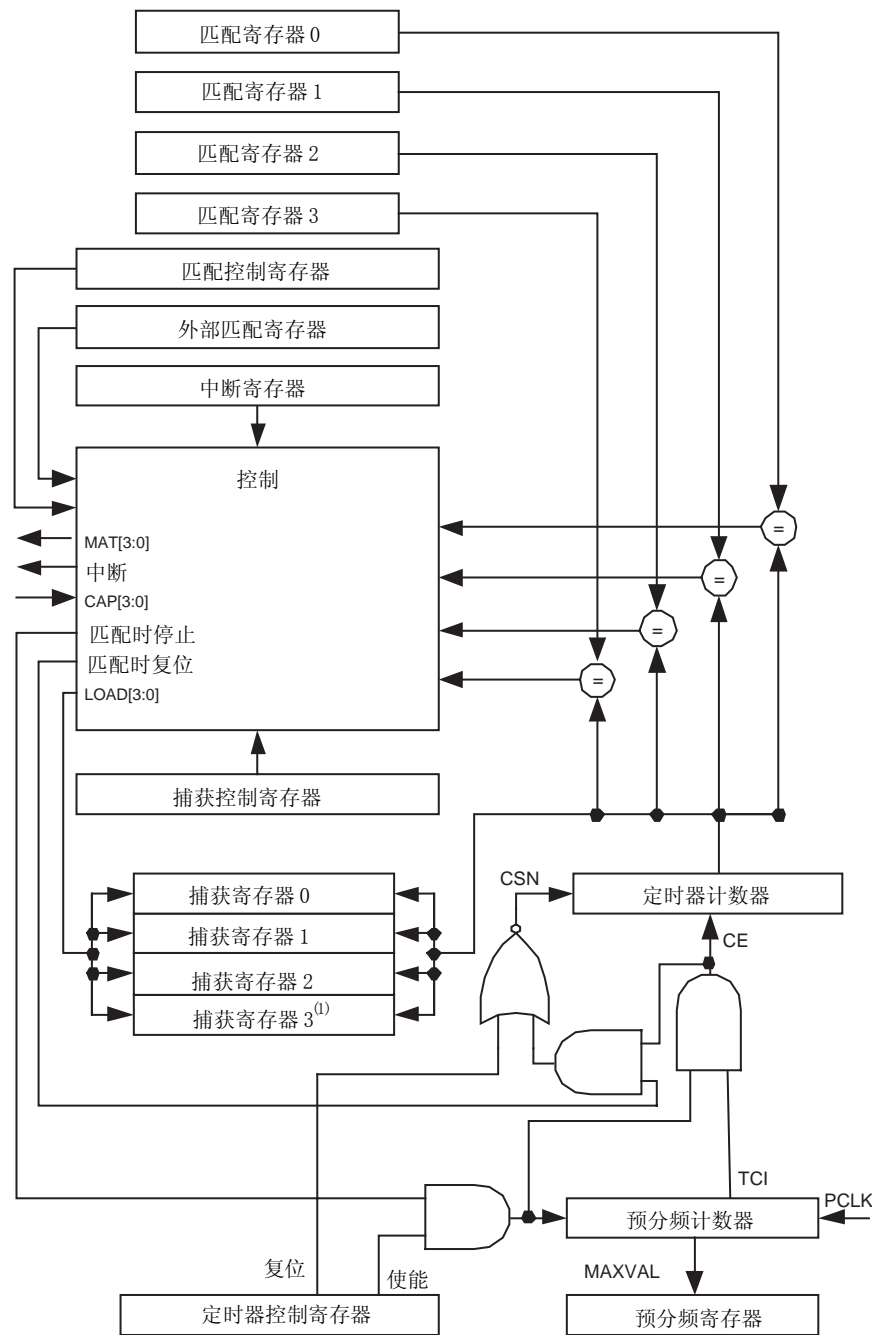 匹配寄存器 0
匹配寄存器 1
匹配寄存器 2
匹配寄存器 3
匹配控制寄存器
外部匹配寄存器
中断寄存器
控制
=
MAT[3:0]
中断
=
CAP[3:0]
匹配时停止
=
匹配时复位
=
LOAD[3:0]
捕获控制寄存器
CSN
捕获寄存器 0
定时器计数器
捕获寄存器 1
CE
捕获寄存器 2
捕获寄存器 3(1)
TCI
PCLK
预分频计数器
复位
使能
MAXVAL
定时器控制寄存器
预分频寄存器